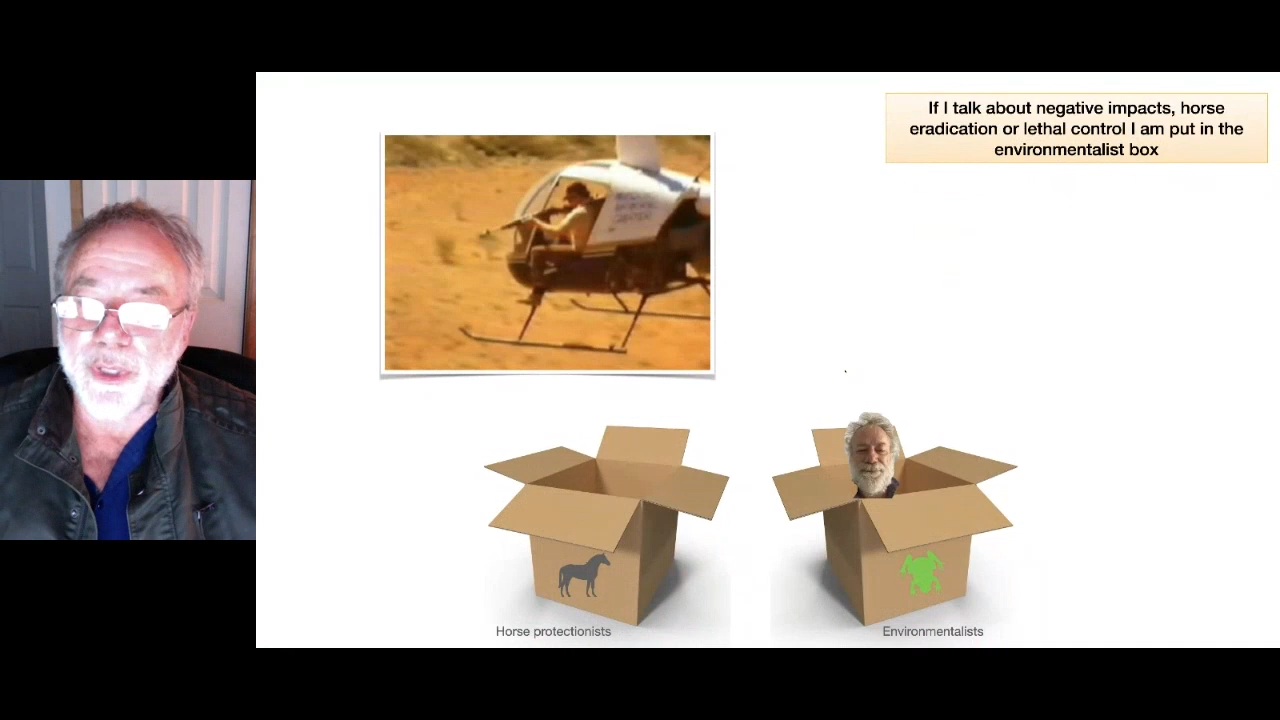 If I talk about negative impacts, horse
eradication or lethal control I am put in the
environmentalist box
Horse protectionists
Environmentalists